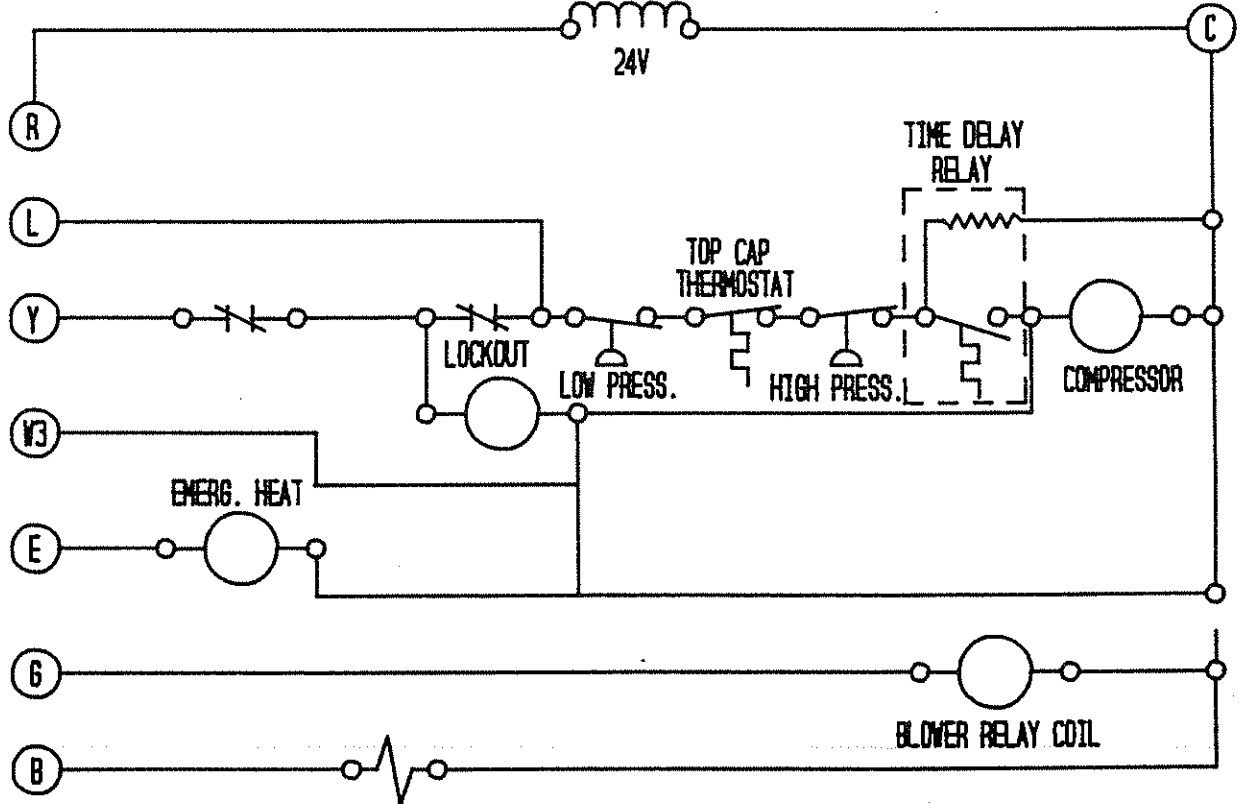 C
24V
R
TIME DELAY
RELAY
L
TOP CAP
THERMOSTAT
Y
LOCKOUT
LOW PRESS.
HIGH PRESS.
COMPRESSOR
W3
EMERG. HEAT
E
G
BLOWER RELAY COIL
B